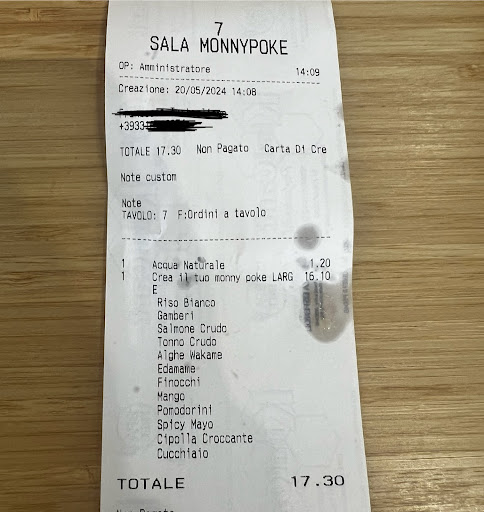 7
SALA MONNYPOKE
OP: Amministratore 14:09
Creazione: 20/05/2024 14:08
+3933
TOTALE 17.30 Non Pagato Carta Di Cre
Note custom
Note
TAVOLO: 7 F:Ordini a tavolo
1 Acqua Naturale 1.20
1 Crea il tuo monny poke LARG 16.10
E
Riso Bianco
Gamberi
Salmone Crudo
Tonno Crudo
Alghe Wakame
Edamame
Finocchi
Mango
Pomodorini
Spicy Mayo
Cipolla Croccante
Cucchiaio
TOTALE 17.30
Non Pagato